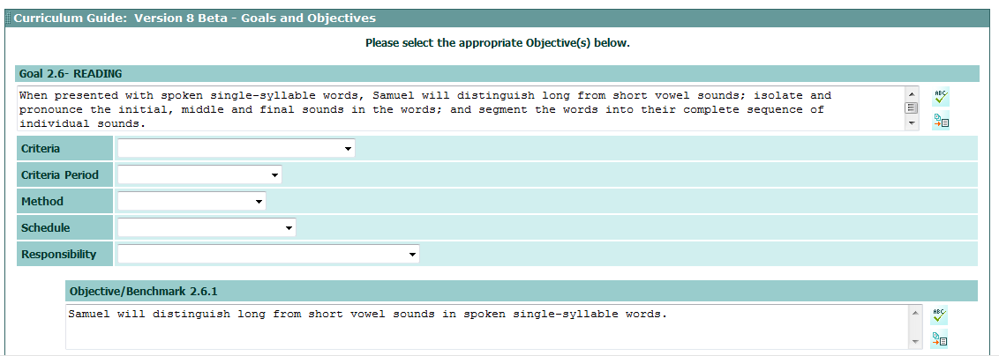 Curriculum Guide: Version 8 Beta - Goals and Objectives
Please select the appropriate Objective(s) below.
Goal 2.6- READING
When presented with spoken single-syllable words, Samuel will distinguish long from short vowel sounds; isolate and
pronounce the initial, middle and final sounds in the words; and segment the words into their complete sequence of
individual sounds.
ABC
Criteria
Criteria Period
Method
Schedule
Responsibility
Objective/Benchmark 2.6.1
Samuel will distinguish long from short vowel sounds in spoken single-syllable words.
ABC